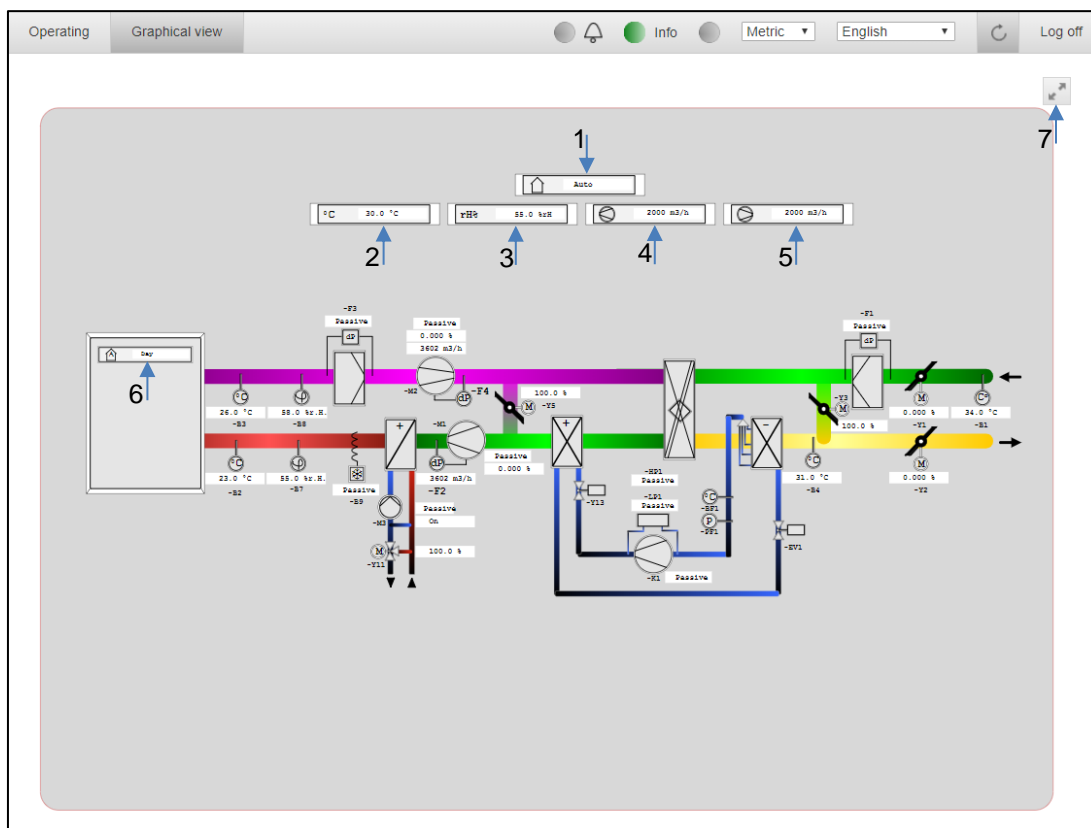 Operating Graphical view Info Metric English Log off
7
1
Auto
°C 30.0 °C rH% 55.0 %rH 2000 m3/h 2000 m3/h
2 3 4 5
-F3 -F1
Passive Passive Passive
dP 0.000 % dP
3602 m3/h
A Day
6
-M2 dP -F4 100.0 % -Y3
M -Y5 M M C°
°C 100.0 % 0.000 % 34.0 °C
26.0 °C 58.0 %r.H. -Y1 -B1
-B3 -B8
-M1
+ + -
Passive
°C dP 0.000 % °C M
23.0 °C 55.0 %r.H. 3602 m3/h -HP1 31.0 °C 0.000 %
-B2 -B7 Passive -F2 Passive -B4 -Y2
-B9 -LP1
Passive Passive °C
-M3 On -Y13 -BF1
P -PF1
M 100.0 % -EV1
-Y11
-K1 Passive